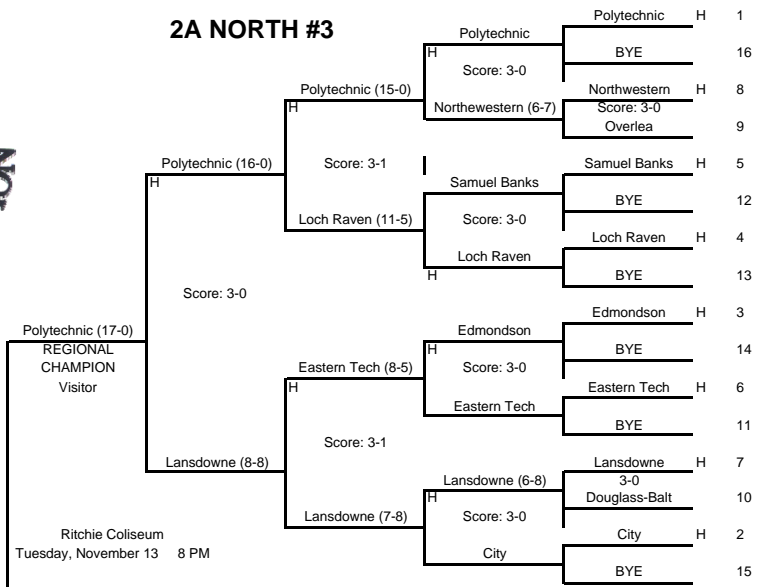 2A NORTH #3
Polytechnic H 1
Polytechnic
H
BYE 16
Score: 3-0
Polytechnic (15-0)
H
Northwestern H 8
Northewestern (6-7)
Score: 3-0
Overlea 9
Polytechnic (16-0)
H
Score: 3-1
Samuel Banks H 5
Samuel Banks
BYE 12
Loch Raven (11-5)
Score: 3-0
Loch Raven H 4
Loch Raven
H
BYE 13
Score: 3-0
Edmondson H 3
Polytechnic (17-0)
REGIONAL
CHAMPION
Visitor
Edmondson
H
BYE 14
Eastern Tech (8-5)
H
Score: 3-0
Eastern Tech H 6
Eastern Tech
BYE 11
Score: 3-1
Lansdowne (8-8)
Lansdowne H 7
Lansdowne (6-8)
H
3-0
Douglass-Balt 10
Lansdowne (7-8)
Score: 3-0
City H 2
City
BYE 15
Ritchie Coliseum
Tuesday, November 13 8 PM